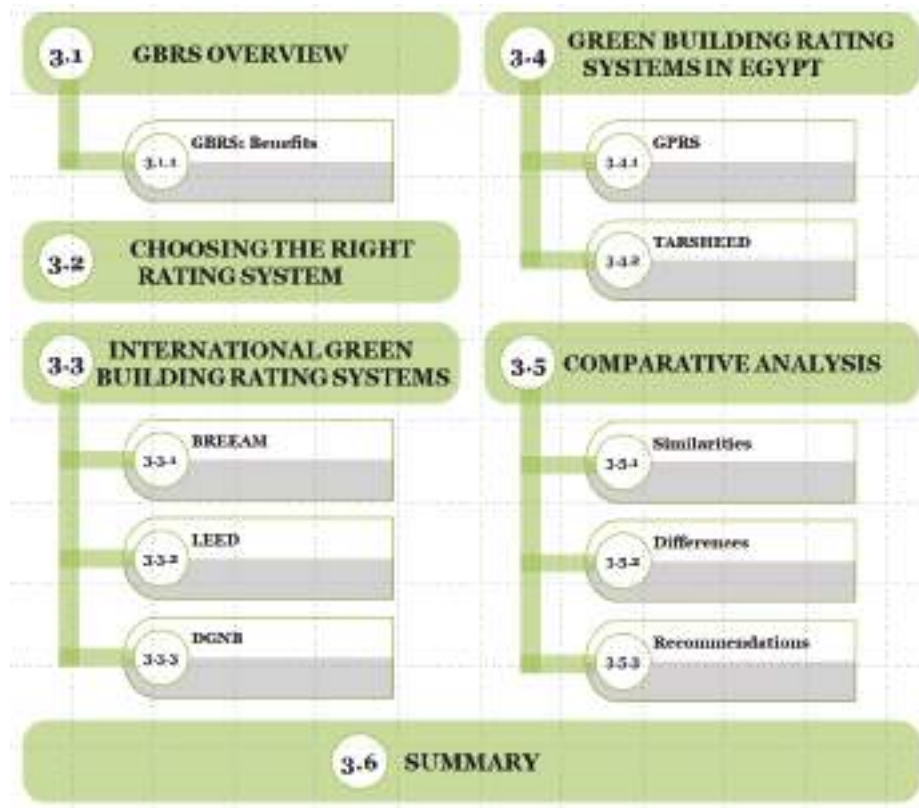 3.1 GBRS OVERVIEW
3.1.1 GBRS: Benefits
3.2 CHOOSING THE RIGHT
RATING SYSTEM
3.3 INTERNATIONAL GREEN
BUILDING RATING SYSTEMS
3.3.1 BREEAM
3.3.2 LEED
3.3.3 DGNB
3.4 GREEN BUILDING RATING
SYSTEMS IN EGYPT
3.4.1 GPRS
3.4.2 TARSHEED
3.5 COMPARATIVE ANALYSIS
3.5.1 Similarities
3.5.2 Differences
3.5.3 Recommendations
3.6 SUMMARY